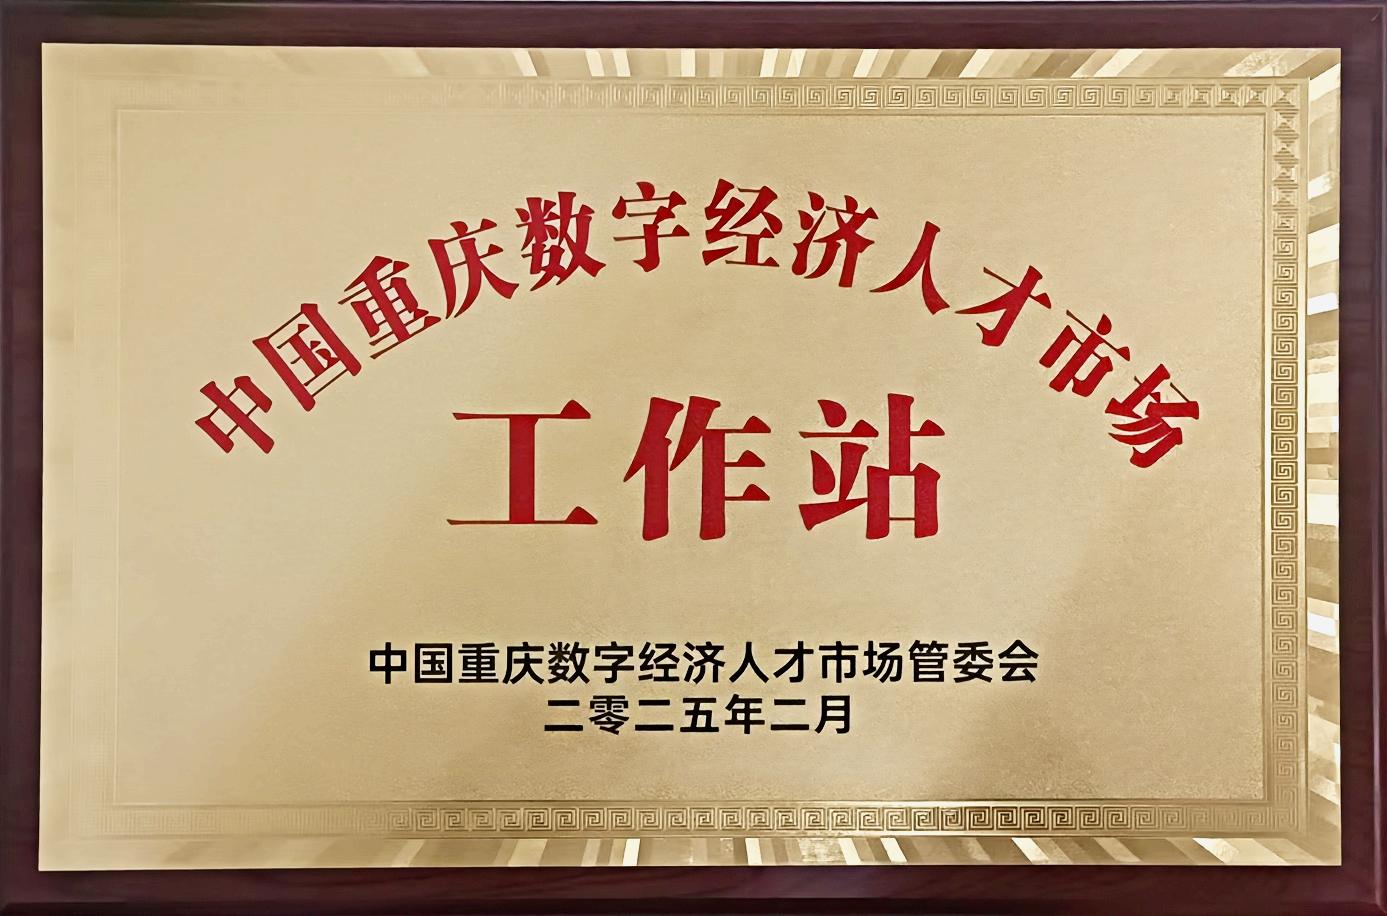 中国重庆数字经济人才市场
工作站
中国重庆数字经济人才市场管委会
二零二五年二月